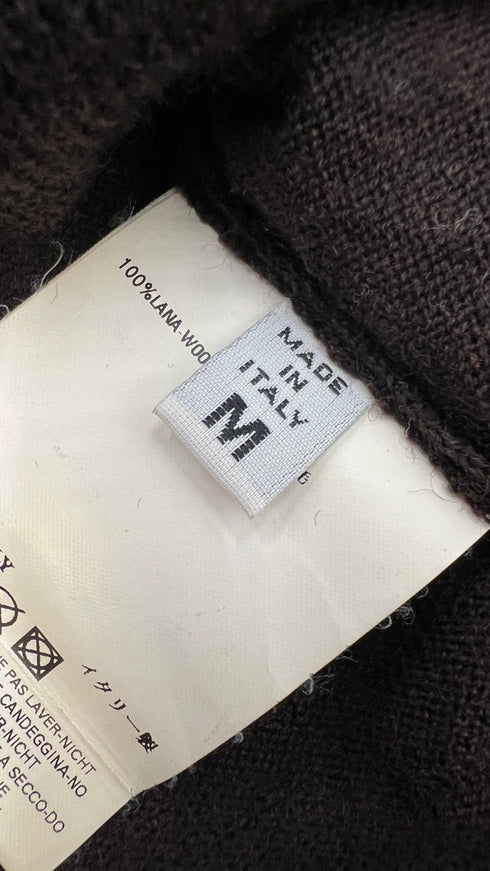 100%LANA-WOO
MADE
IN
ITALY
M
G
Y
イタリー製
PAS LAVER-NICHT
CANDEGGINA-NO
-NICHT
A SECCO-DO